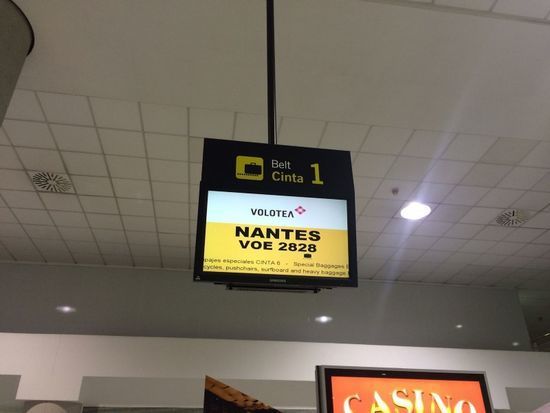 Belt
Cinta 1
VOLOTEA
NANTES
VOE 2828
pajes especiales CINTA 6 - Special Baggages
cycles, pushchairs, surfboard and heavy baggage
SAMSUNG
CASINO